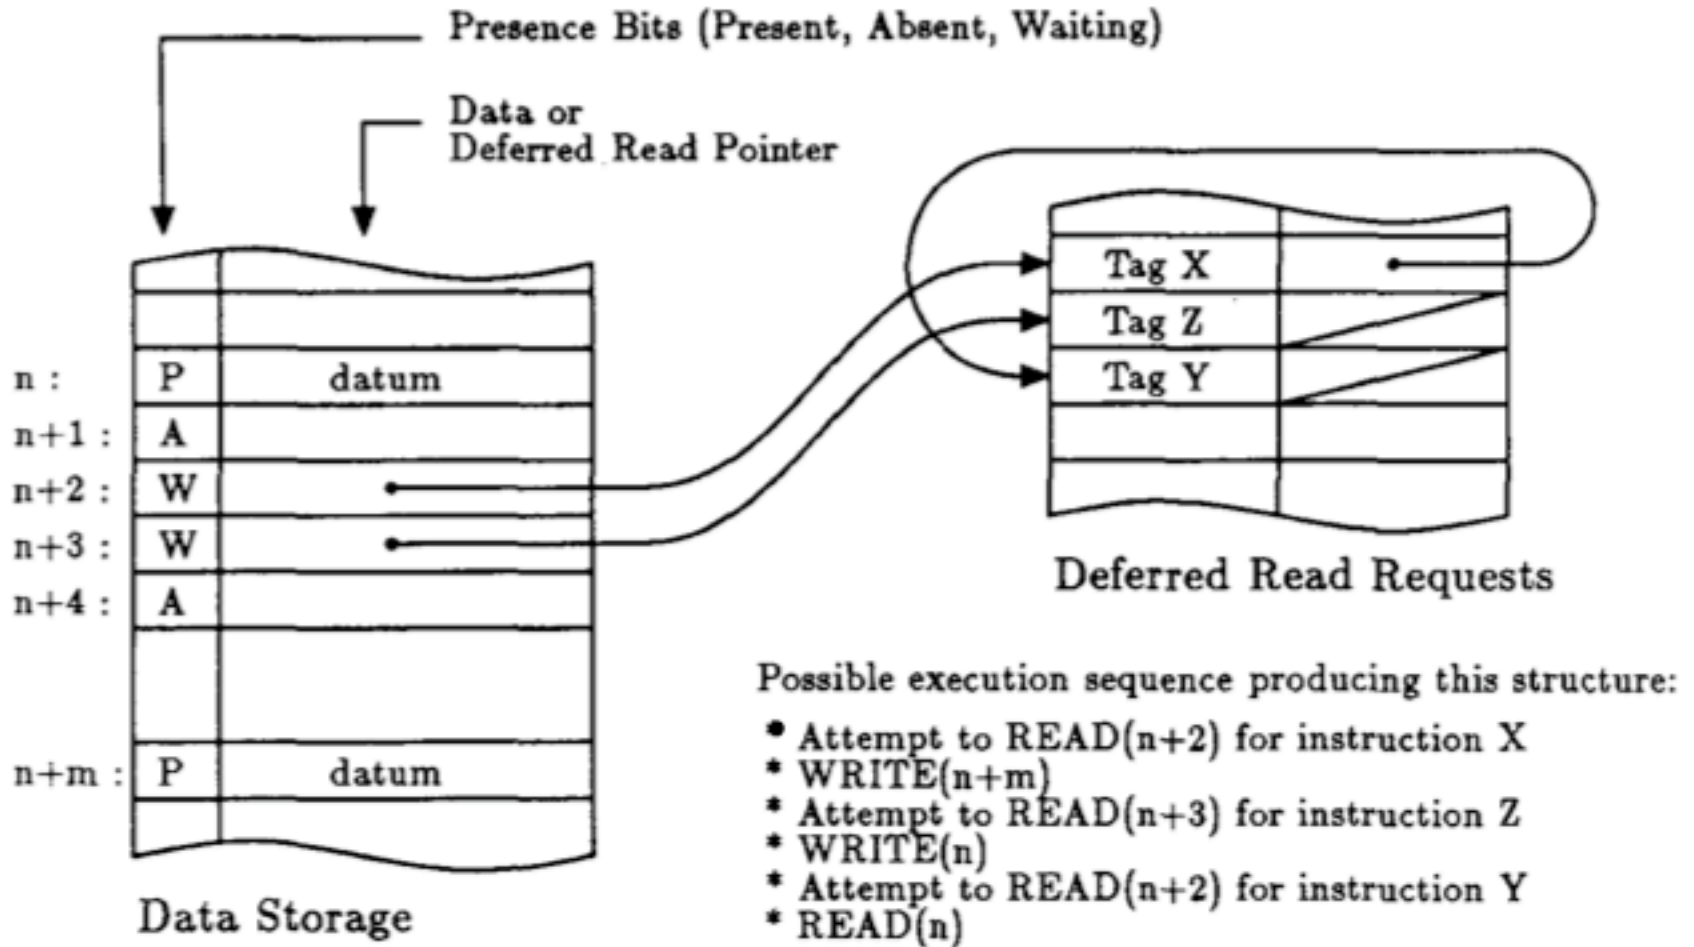 Presence Bits (Present, Absent, Waiting)
Data or
Deferred Read Pointer
n : P datum
n+1 : A
n+2 : W
n+3 : W
n+4 : A
n+m : P datum
Data Storage
Tag X
Tag Z
Tag Y
Deferred Read Requests
Possible execution sequence producing this structure:
• Attempt to READ(n+2) for instruction X
* WRITE(n+m)
* Attempt to READ(n+3) for instruction Z
* WRITE(n)
* Attempt to READ(n+2) for instruction Y
* READ(n)